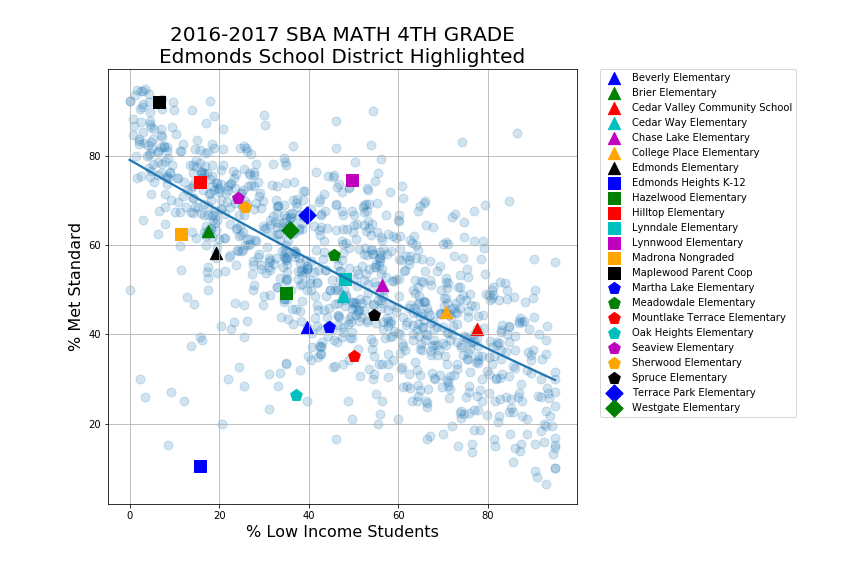 2016-2017 SBA MATH 4TH GRADE
Edmonds School District Highlighted
% Met Standard
80
60
40
20
0
20
40
60
80
% Low Income Students
Beverly Elementary
Brier Elementary
Cedar Valley Community School
Cedar Way Elementary
Chase Lake Elementary
College Place Elementary
Edmonds Elementary
Edmonds Heights K-12
Hazelwood Elementary
Hilltop Elementary
Lynndale Elementary
Lynnwood Elementary
Madrona Nongraded
Maplewood Parent Coop
Martha Lake Elementary
Meadowdale Elementary
Mountlake Terrace Elementary
Oak Heights Elementary
Seaview Elementary
Sherwood Elementary
Spruce Elementary
Terrace Park Elementary
Westgate Elementary